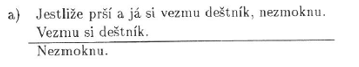 a) Jestliže prší a já si vezmu deštník, nezmoknu.
Vezmu si deštník.
Nezmoknu.